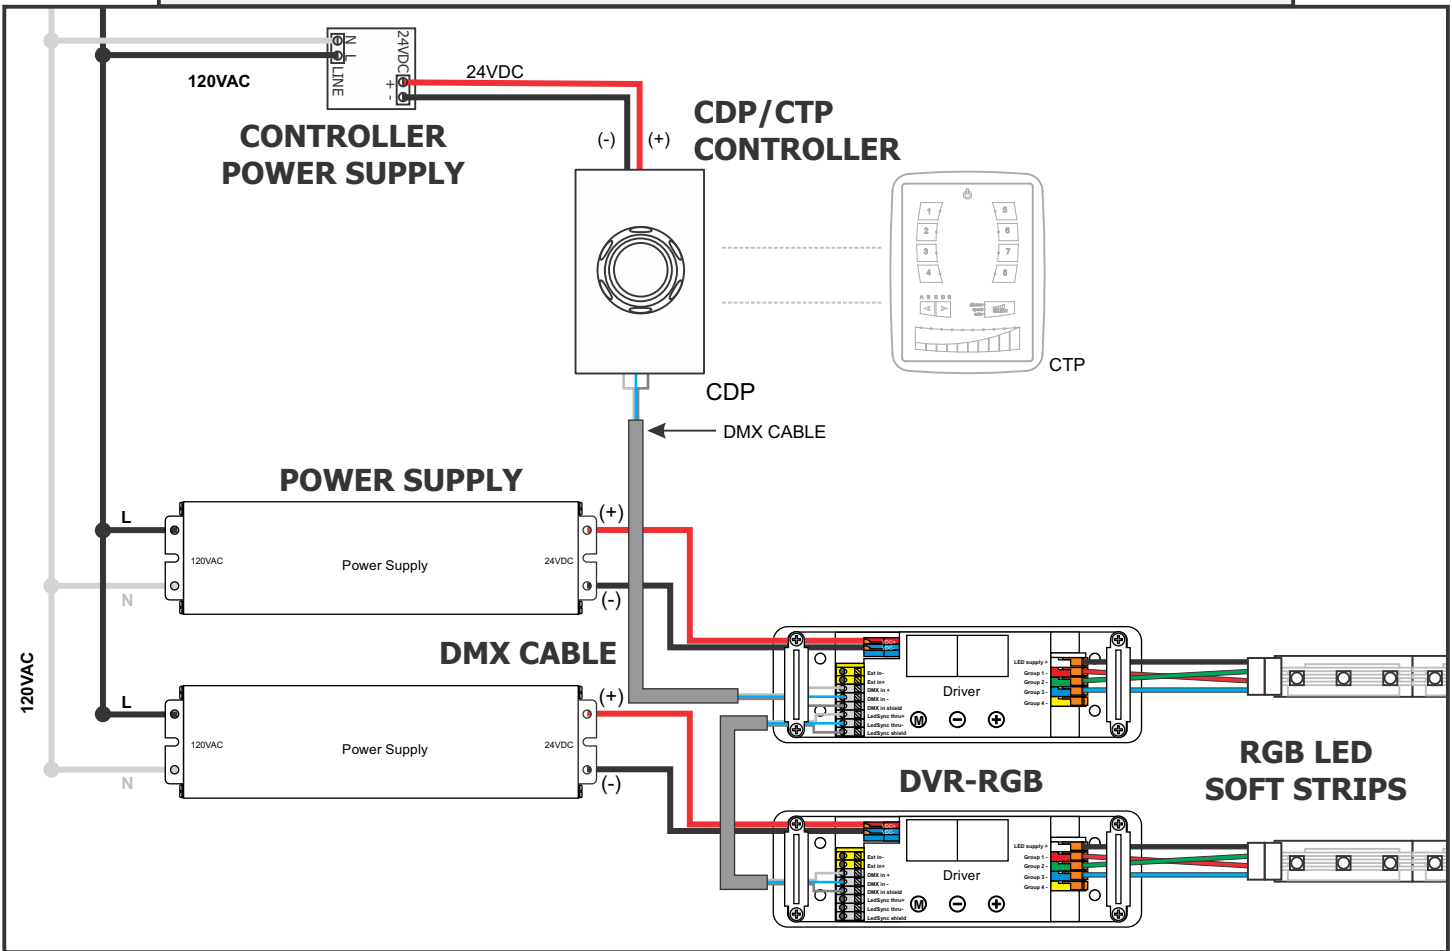 N
L
LINE
24VDC
+
-
120VAC
24VDC
CONTROLLER
POWER SUPPLY
(-)
(+)
CDP/CTP
CONTROLLER
1
2
3
4
5
6
7
8
A B C D E
CTP
CDP
DMX CABLE
POWER SUPPLY
L
N
120VAC
Power Supply
24VDC
(+)
(-)
DMX CABLE
120VAC
L
N
120VAC
Power Supply
24VDC
(+)
(-)
Ext in-
Ext in+
DMX in +
DMX in -
DMX in shield
LedSync thru+
LedSync thru-
LedSync shield
Driver
M
LED supply +
Group 1 -
Group 2 -
Group 3 -
Group 4 -
DVR-RGB
RGB LED
SOFT STRIPS
Ext in-
Ext in+
DMX in +
DMX in -
DMX in shield
LedSync thru+
LedSync thru-
LedSync shield
Driver
M
LED supply +
Group 1 -
Group 2 -
Group 3 -
Group 4 -